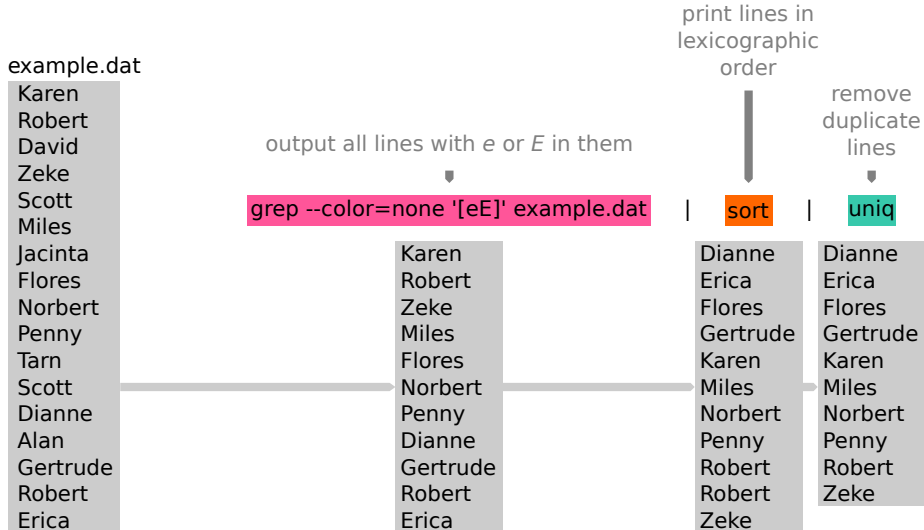 print lines in
lexicographic
order
example.dat
Karen
Robert
David
Zeke
Scott
Miles
Jacinta
Flores
Norbert
Penny
Tarn
Scott
Dianne
Alan
Gertrude
Robert
Erica
output all lines with e or E in them
remove
duplicate
lines
grep --color=none '[eE]' example.dat | sort | uniq
Karen
Robert
Zeke
Miles
Flores
Norbert
Penny
Dianne
Gertrude
Robert
Erica
Dianne
Erica
Flores
Gertrude
Karen
Miles
Norbert
Penny
Robert
Robert
Zeke
Dianne
Erica
Flores
Gertrude
Karen
Miles
Norbert
Penny
Robert
Zeke